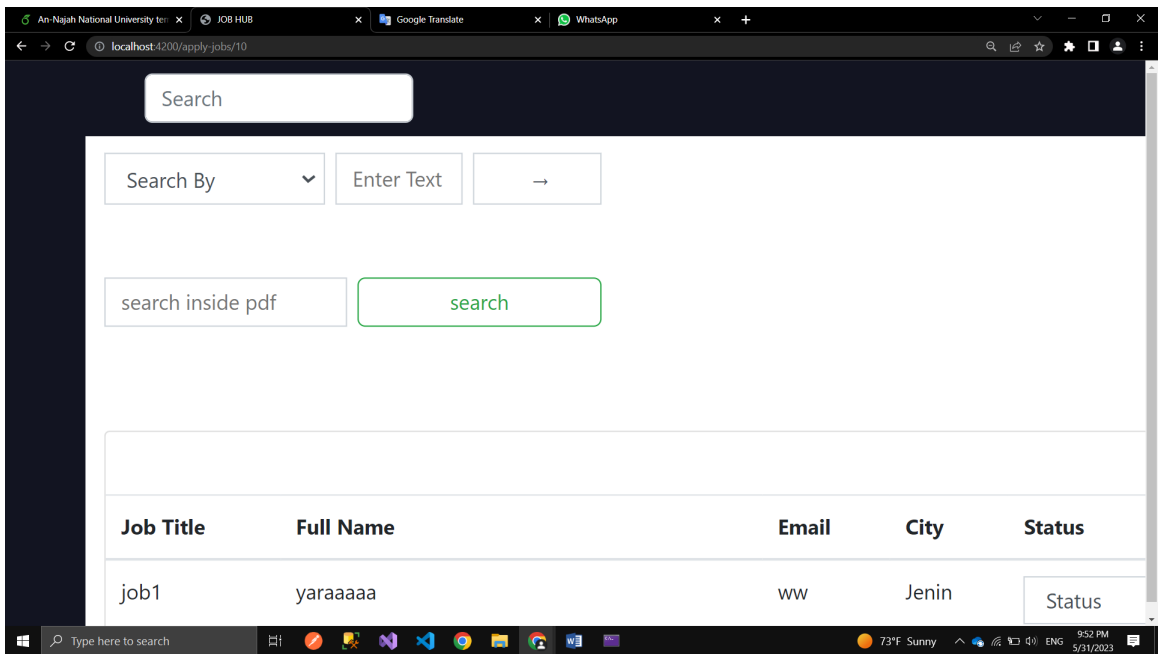 An-Najah National University ten
JOB HUB
Google Translate
WhatsApp
localhost:4200/apply-jobs/10
Search
Search By
Enter Text
→
search inside pdf
search
Job Title Full Name Email City Status
job1 yaraaaaa ww Jenin Status
Type here to search
73°F Sunny
ENG
9:52 PM
5/31/2023